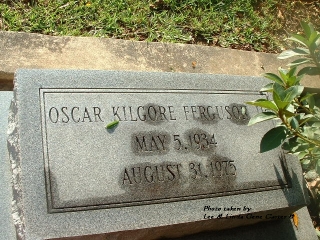 OSCAR KILGORE FERGUSON
MAY 5, 1934
AUGUST 31, 1975
Photo taken by: